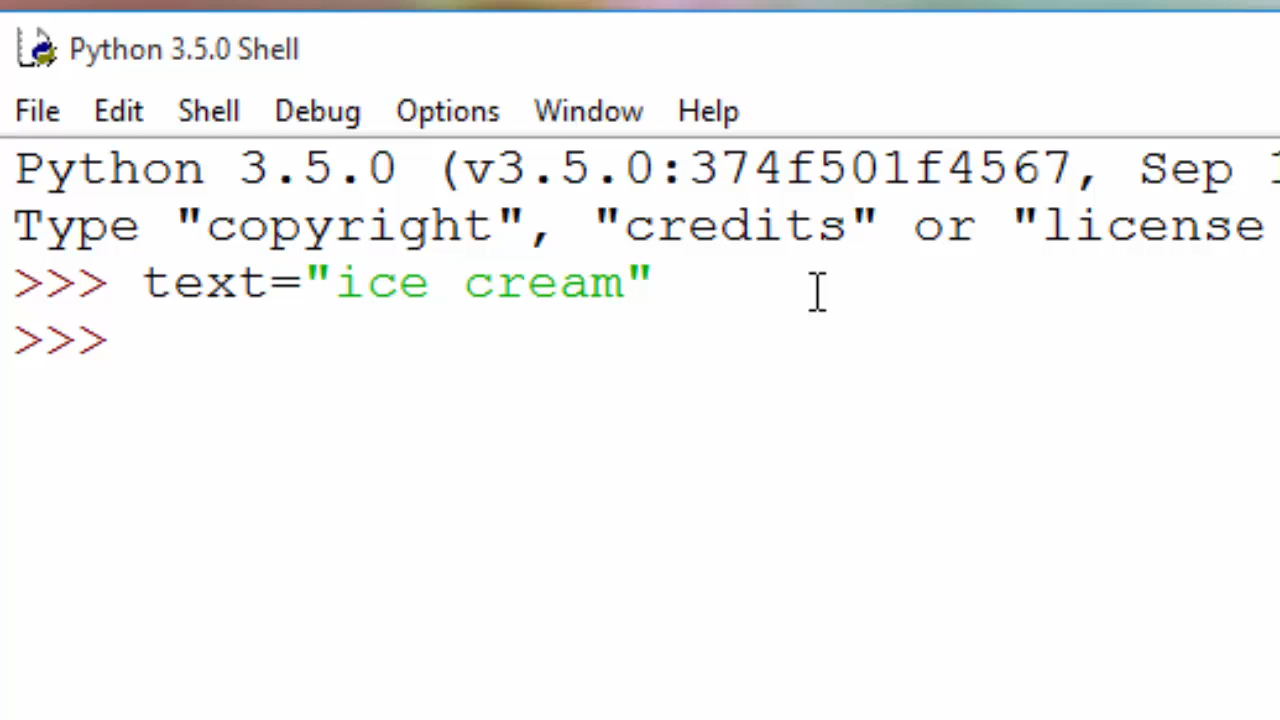 Python 3.5.0 Shell
File Edit Shell Debug Options Window Help
Python 3.5.0 (v3.5.0:374f501f4567, Sep 1
Type "copyright", "credits" or "license
>>> text="ice cream"
>>>